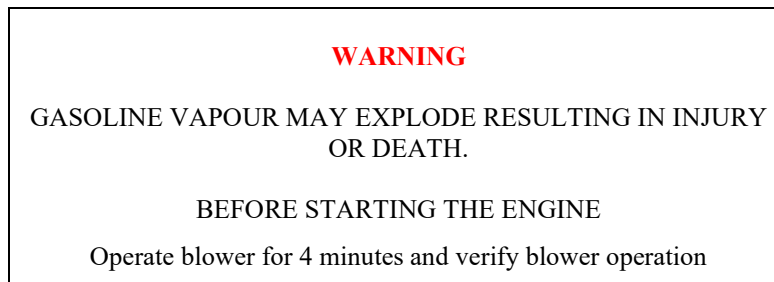 WARNING
GASOLINE VAPOUR MAY EXPLODE RESULTING IN INJURY
OR DEATH.
BEFORE STARTING THE ENGINE
Operate blower for 4 minutes and verify blower operation